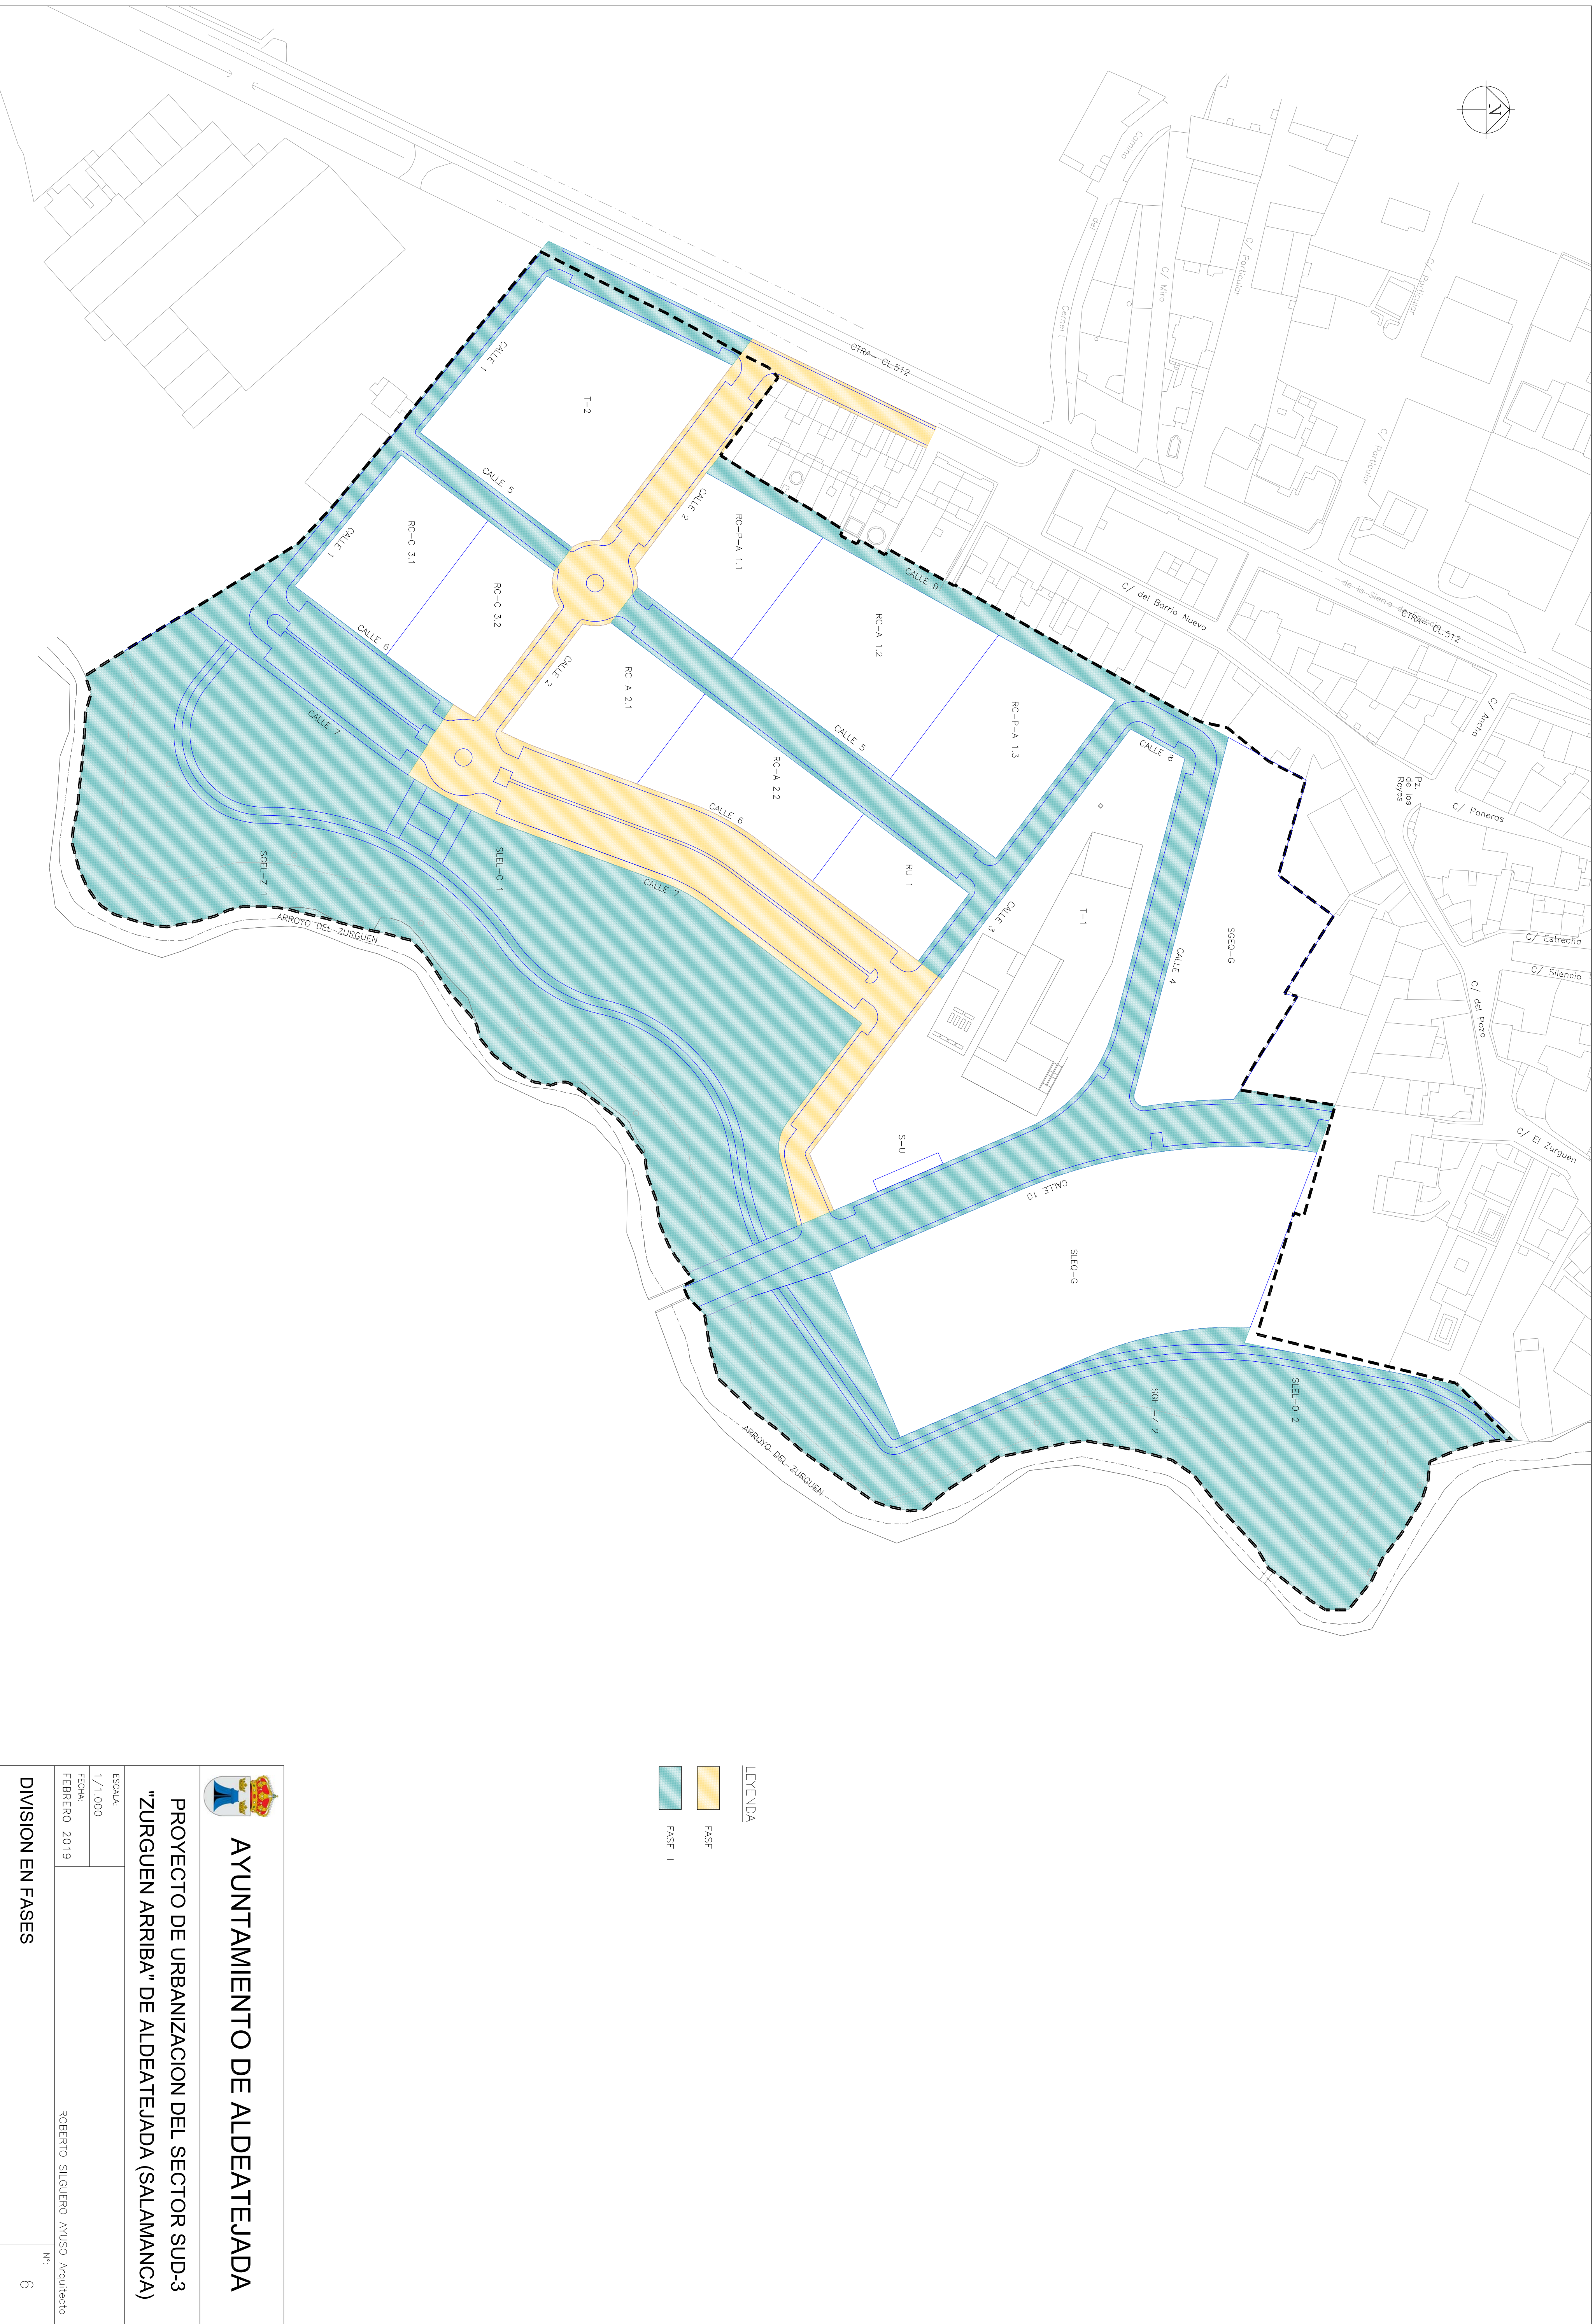 N
Camino
del
Cementerio
C/ Miro
C/ Particular
C/ Particular
C/ Particular
CTRA- CL.512
de la Sierra de
CTRA- CL.512
C/ del Barrio Nuevo
C/ Ancha
Pz.
de los
Reyes
C/ Paneras
C/ Estrecha
C/ Silencio
C/ del Pozo
C/ El Zurguen
CALLE 1
T-2
CALLE 5
CALLE 2
RC-P-A 1.1
CALLE 9
RC-A 1.2
RC-P-A 1.3
CALLE 8
RC-C 3.1
CALLE 1
RC-C 3.2
CALLE 6
CALLE 2
RC-A 2.1
CALLE 5
RC-A 2.2
CALLE 7
CALLE 6
RU 1
CALLE 3
T-1
CALLE 4
SGEQ-G
SGEL-Z 1
SLEL-O 1
CALLE 7
ARROYO DEL ZURGUEN
S-U
CALLE 10
SLEQ-G
SLEL-O 2
SGEL-Z 2
ARROYO DEL ZURGUEN
LEYENDA
FASE I
FASE II
AYUNTAMIENTO DE ALDEATEJADA
PROYECTO DE URBANIZACION DEL SECTOR SUD-3
"ZURGUEN ARRIBA" DE ALDEATEJADA (SALAMANCA)
ESCALA:
1/1.000
FECHA:
FEBRERO 2019
ROBERTO SILGUERO AYUSO Arquitecto
DIVISION EN FASES
Nº:
6